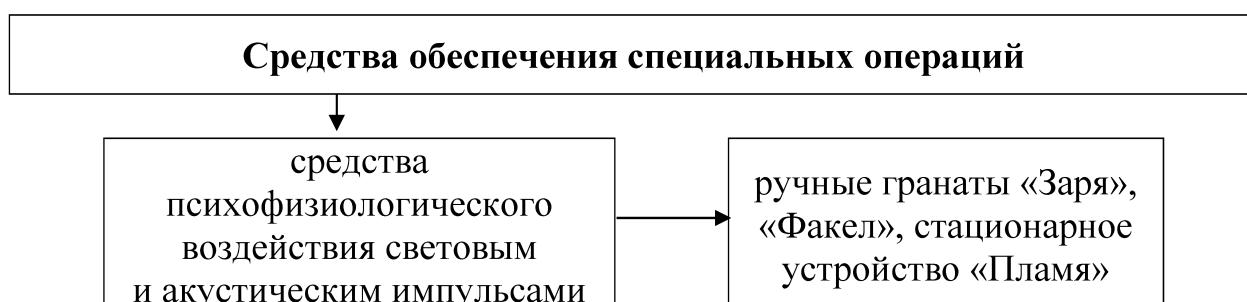 Средства обеспечения специальных операций
средства
психофизиологического
воздействия световым
и акустическим импульсами
ручные гранаты «Заря»,
«Факел», стационарное
устройство «Пламя»